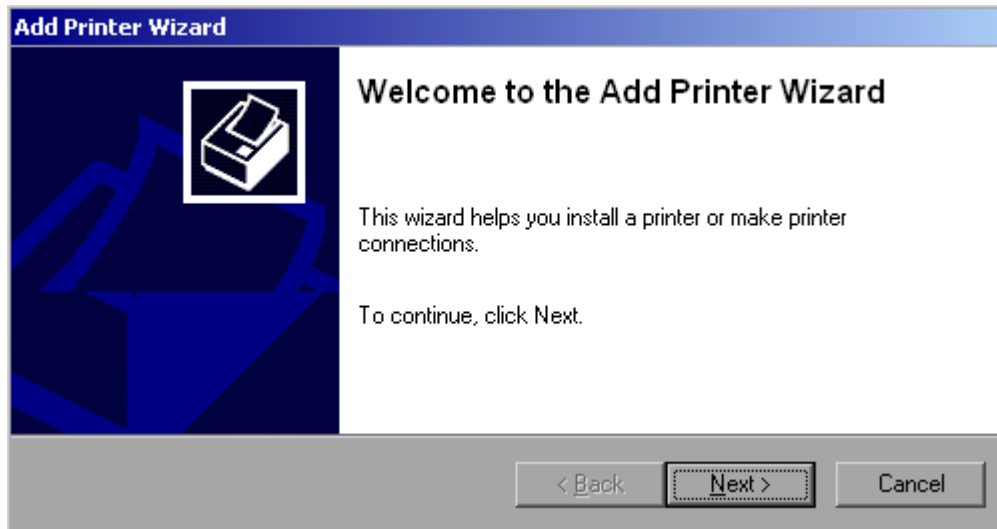 Add Printer Wizard
Welcome to the Add Printer Wizard
This wizard helps you install a printer or make printer
connections.
To continue, click Next.
< Back
Next >
Cancel